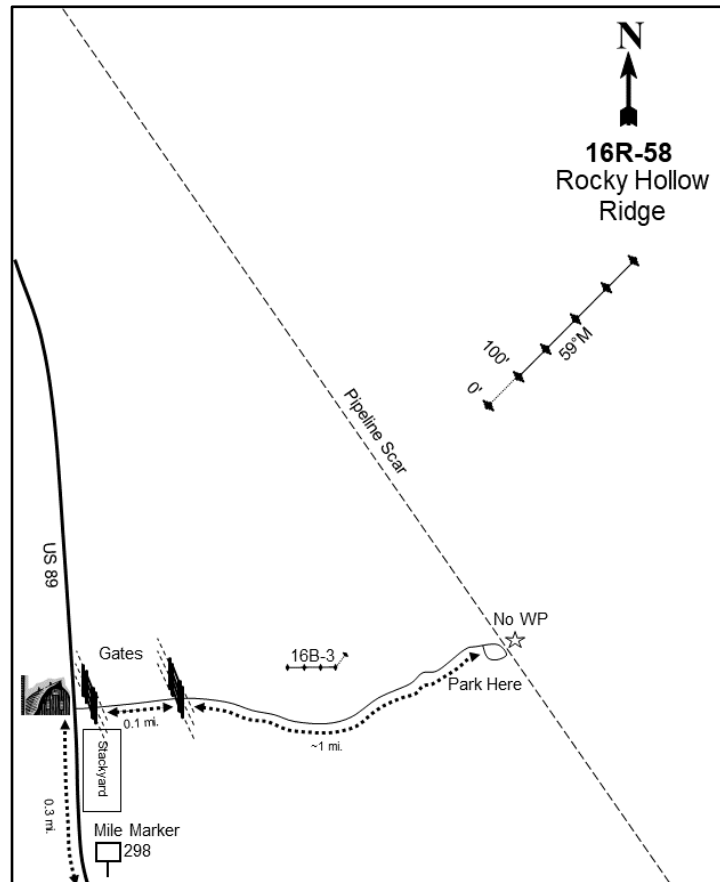 N
16R-58
Rocky Hollow
Ridge
59°M
100'
0'
Pipeline Scar
US 89
No WP
Gates
16B-3
Park Here
0.1 mi.
~1 mi.
Stackyard
0.3 mi.
Mile Marker
298